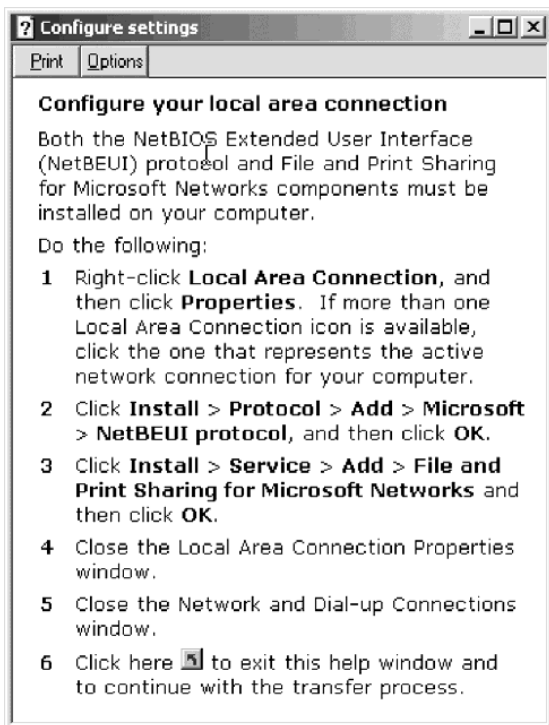 Configure settings
Print Options
Configure your local area connection
Both the NetBIOS Extended User Interface
(NetBEUI) protocol and File and Print Sharing
for Microsoft Networks components must be
installed on your computer.
Do the following:
1 Right-click Local Area Connection, and
then click Properties. If more than one
Local Area Connection icon is available,
click the one that represents the active
network connection for your computer.
2 Click Install > Protocol > Add > Microsoft
> NetBEUI protocol, and then click OK.
3 Click Install > Service > Add > File and
Print Sharing for Microsoft Networks and
then click OK.
4 Close the Local Area Connection Properties
window.
5 Close the Network and Dial-up Connections
window.
6 Click here to exit this help window and
to continue with the transfer process.